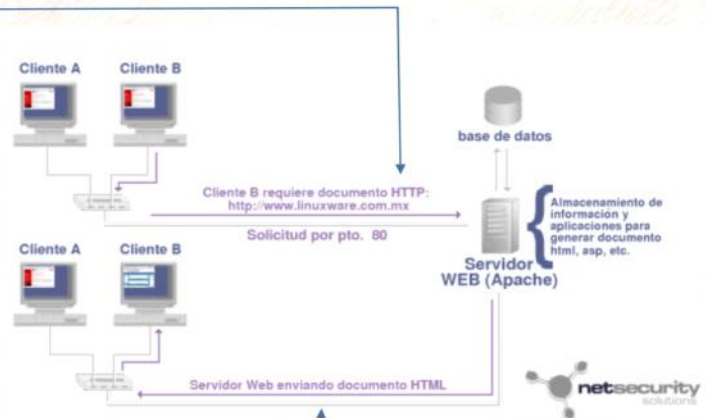 Cliente A
Cliente B
base de datos
Cliente B requiere documento HTTP:
http://www.linuxware.com.mx
Solicitud por pto. 80
Almacenamiento de
información y
aplicaciones para
generar documento
html, asp, etc.
Servidor
WEB (Apache)
Cliente A
Cliente B
Servidor Web enviando documento HTML
netsecurity
solutions